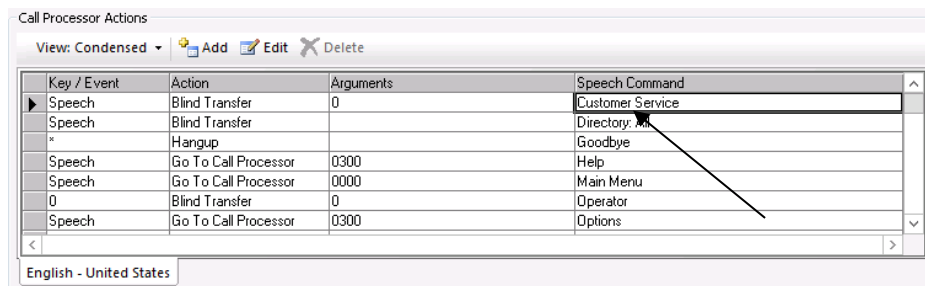 Call Processor Actions
View: Condensed Add Edit Delete
Key / Event Action Arguments Speech Command
Speech Blind Transfer 0 Customer Service
Speech Blind Transfer Directory: All
* Hangup Goodbye
Speech Go To Call Processor 0300 Help
Speech Go To Call Processor 0000 Main Menu
0 Blind Transfer 0 Operator
Speech Go To Call Processor 0300 Options
English - United States